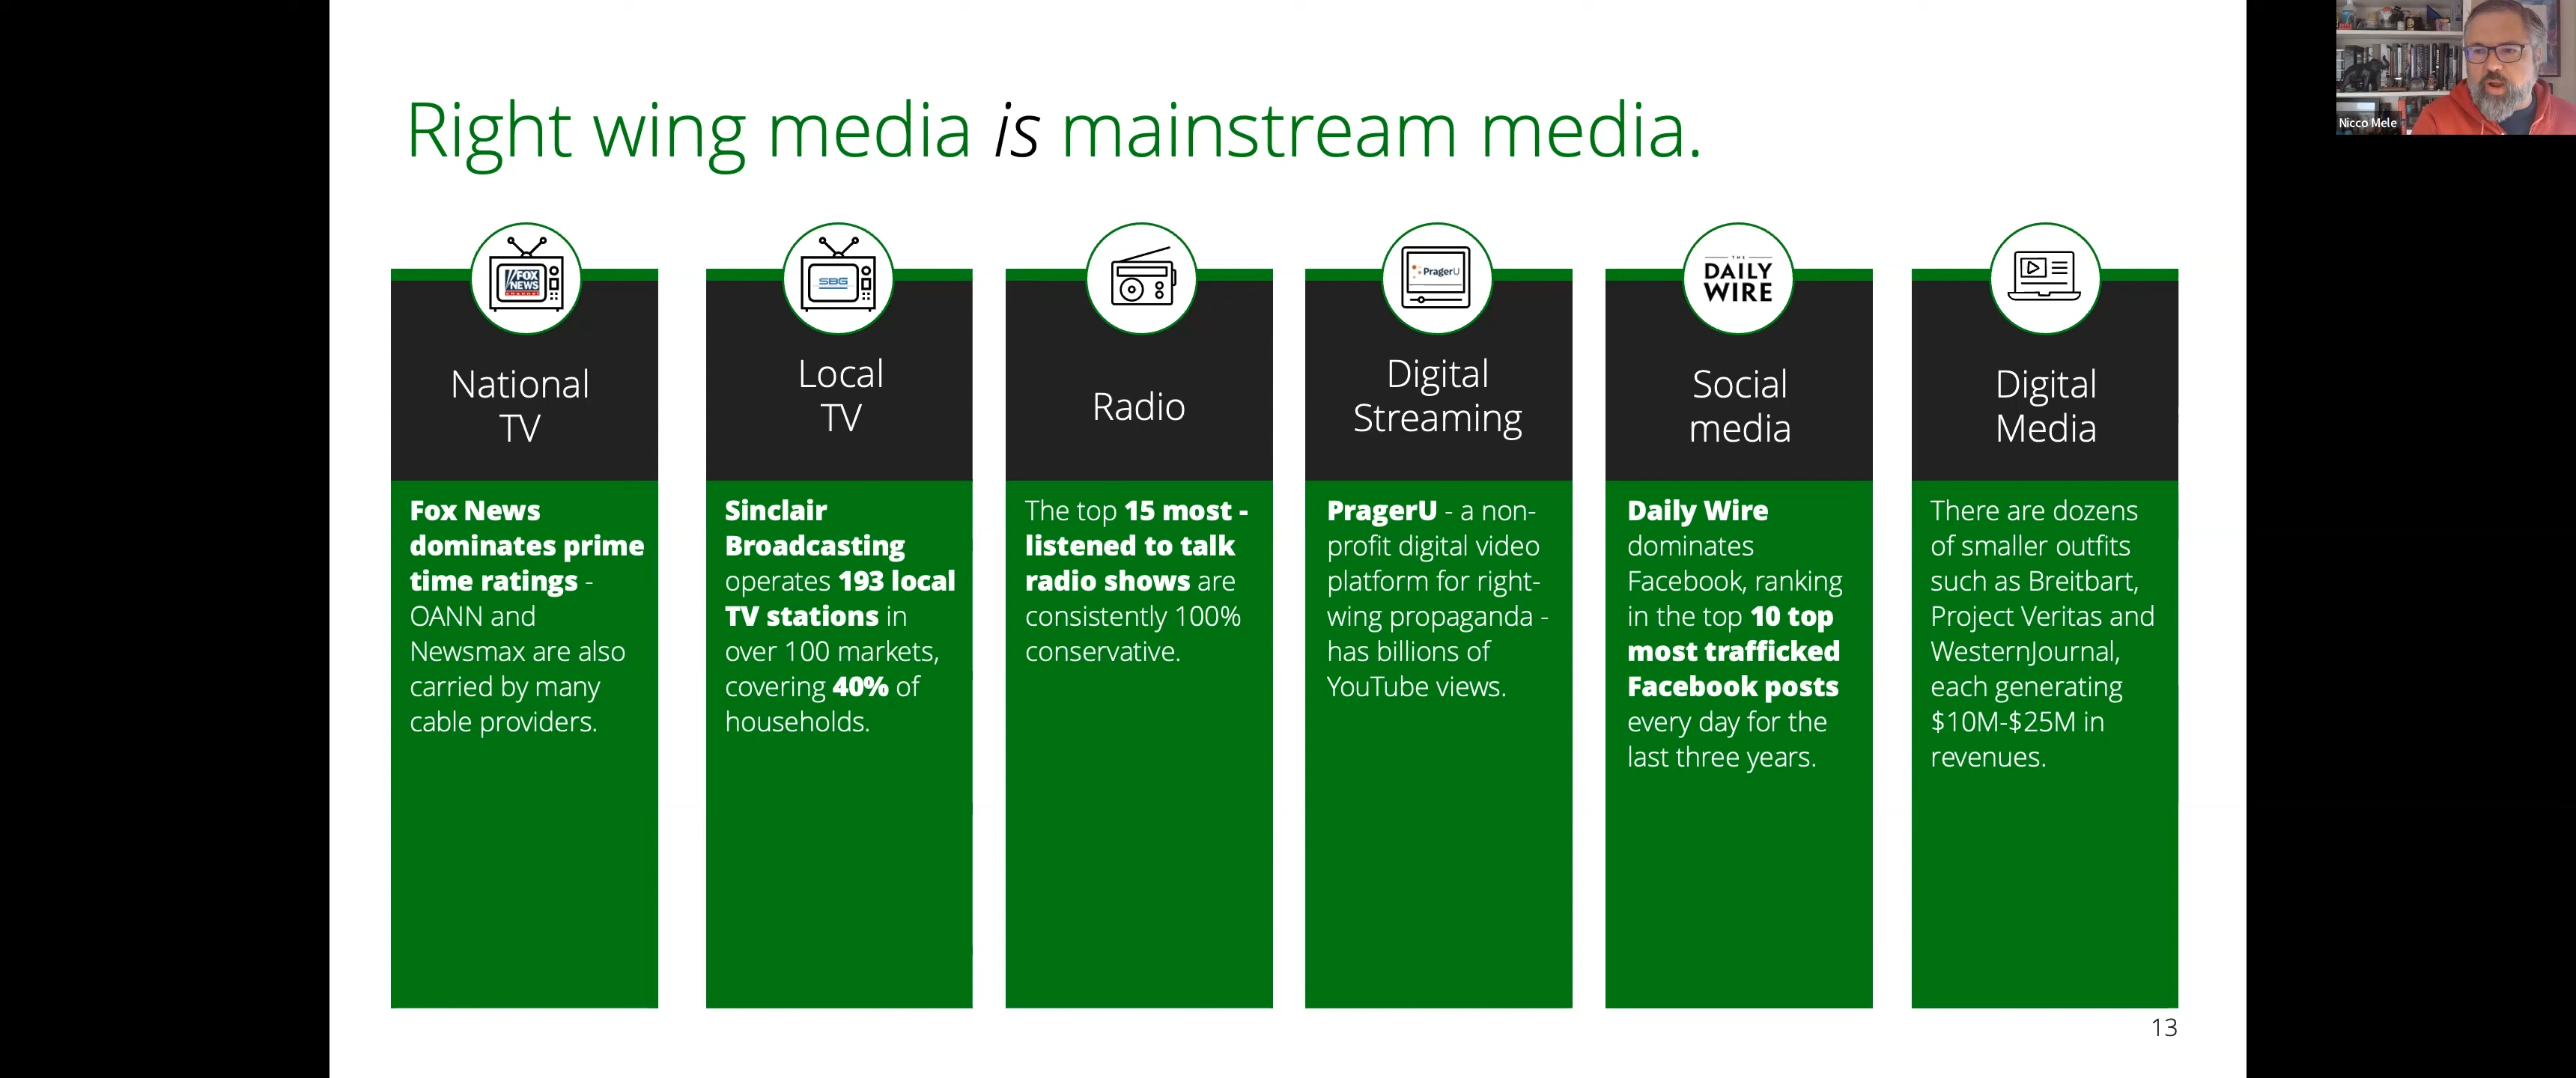 Right wing media is mainstream media.
Nicco Mele
FOX
NEWS
channel
SBG
PragerU
THE
DAILY
WIRE
National
TV
Local
TV
Radio
Digital
Streaming
Social
media
Digital
Media
Fox News
dominates prime
time ratings -
OANN and
Newsmax are also
carried by many
cable providers.
Sinclair
Broadcasting
operates 193 local
TV stations in
over 100 markets,
covering 40% of
households.
The top 15 most -
listened to talk
radio shows are
consistently 100%
conservative.
PragerU - a non-
profit digital video
platform for right-
wing propaganda -
has billions of
YouTube views.
Daily Wire
dominates
Facebook, ranking
in the top 10 top
most trafficked
Facebook posts
every day for the
last three years.
There are dozens
of smaller outfits
such as Breitbart,
Project Veritas and
WesternJournal,
each generating
$10M-$25M in
revenues.
13